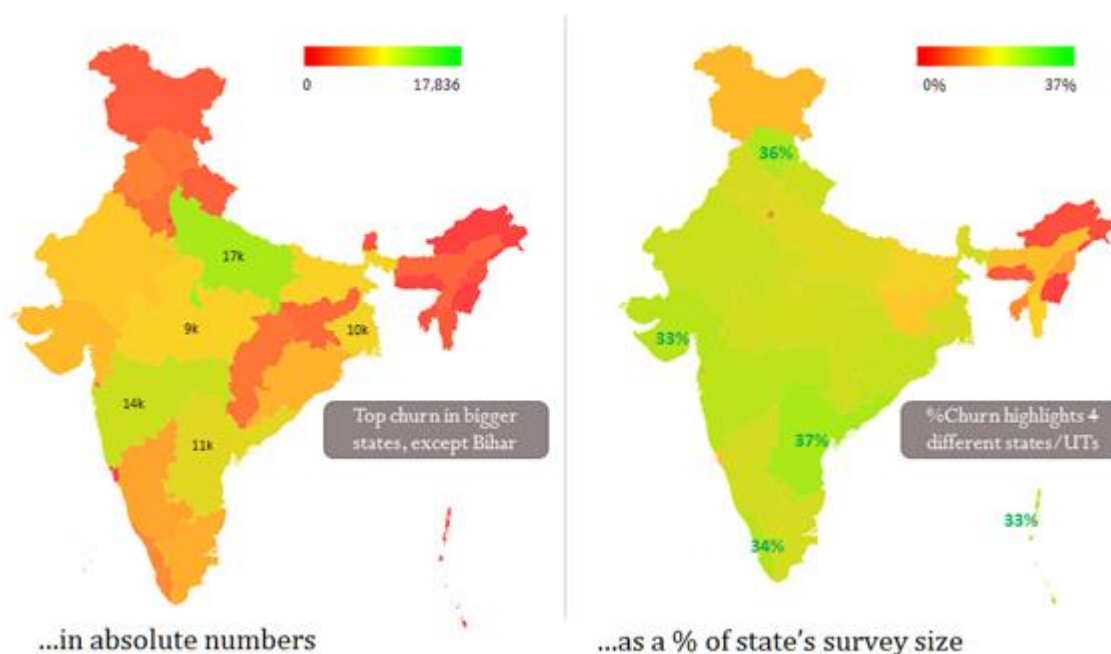 0 17,836
17k
9k
10k
14k
11k
Top churn in bigger
states, except Bihar
...in absolute numbers
0% 37%
36%
33%
37%
%Churn highlights 4
different states/UTs
33%
34%
...as a % of state's survey size